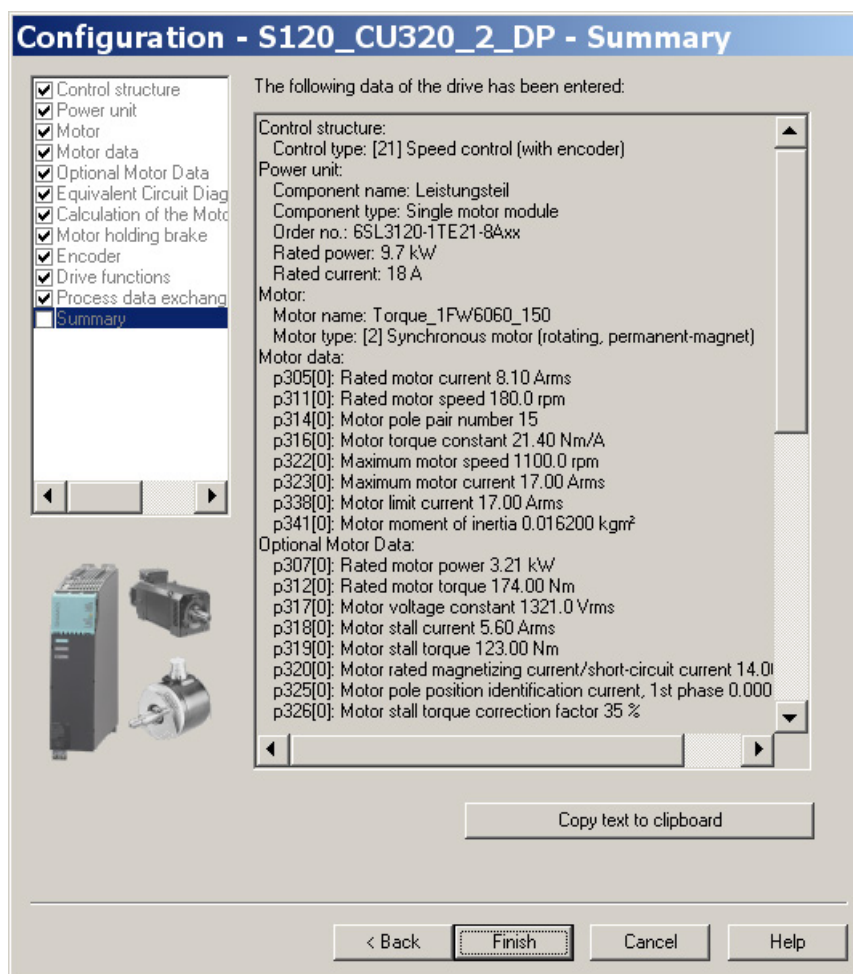 Configuration - S120_CU320_2_DP - Summary
Control structure
Power unit
Motor
Motor data
Optional Motor Data
Equivalent Circuit Diag
Calculation of the Moto
Motor holding brake
Encoder
Drive functions
Process data exchang
Summary
The following data of the drive has been entered:
Control structure:
Control type: [21] Speed control (with encoder)
Power unit:
Component name: Leistungsteil
Component type: Single motor module
Order no.: 6SL3120-1TE21-8Axx
Rated power: 9.7 kW
Rated current: 18 A
Motor:
Motor name: Torque_1FW6060_150
Motor type: [2] Synchronous motor (rotating, permanent-magnet)
Motor data:
p305[0]: Rated motor current 8.10 Arms
p311[0]: Rated motor speed 180.0 rpm
p314[0]: Motor pole pair number 15
p316[0]: Motor torque constant 21.40 Nm/A
p322[0]: Maximum motor speed 1100.0 rpm
p323[0]: Maximum motor current 17.00 Arms
p338[0]: Motor limit current 17.00 Arms
p341[0]: Motor moment of inertia 0.016200 kgm²
Optional Motor Data:
p307[0]: Rated motor power 3.21 kW
p312[0]: Rated motor torque 174.00 Nm
p317[0]: Motor voltage constant 1321.0 Vrms
p318[0]: Motor stall current 5.60 Arms
p319[0]: Motor stall torque 123.00 Nm
p320[0]: Motor rated magnetizing current/short-circuit current 14.0
p325[0]: Motor pole position identification current, 1st phase 0.000
p326[0]: Motor stall torque correction factor 35 %
Copy text to clipboard
< Back
Finish
Cancel
Help